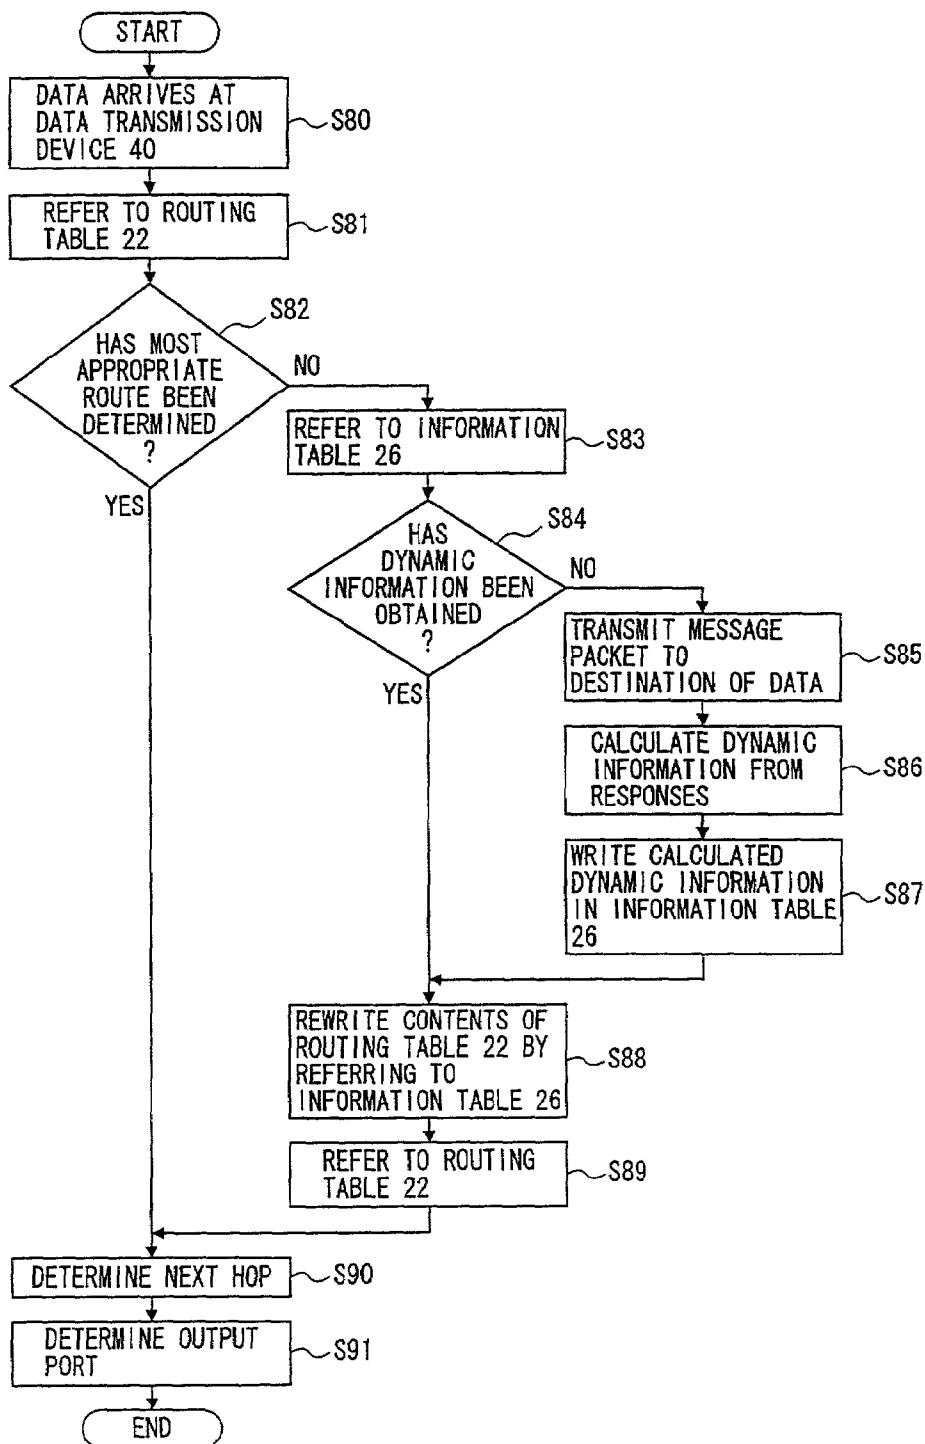 START
DATA ARRIVES AT
DATA TRANSMISSION
DEVICE 40
S80
REFER TO ROUTING
TABLE 22
S81
S82
HAS MOST
APPROPRIATE
ROUTE BEEN
DETERMINED
?
NO
YES
REFER TO INFORMATION
TABLE 26
S83
S84
HAS
DYNAMIC
INFORMATION BEEN
OBTAINED
?
NO
YES
TRANSMIT MESSAGE
PACKET TO
DESTINATION OF DATA
S85
CALCULATE DYNAMIC
INFORMATION FROM
RESPONSES
S86
WRITE CALCULATED
DYNAMIC INFORMATION
IN INFORMATION TABLE
26
S87
REWRITE CONTENTS OF
ROUTING TABLE 22 BY
REFERRING TO
INFORMATION TABLE 26
S88
REFER TO ROUTING
TABLE 22
S89
DETERMINE NEXT HOP
S90
DETERMINE OUTPUT
PORT
S91
END